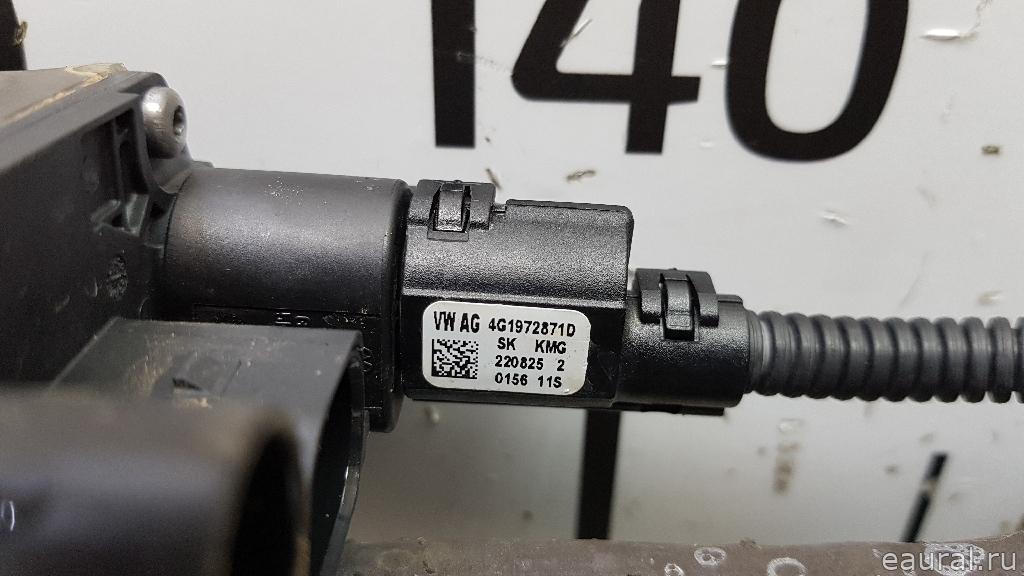 140
VW AG 4G1972871D
SK KMG
220825 2
0156 11S
eaural.ru